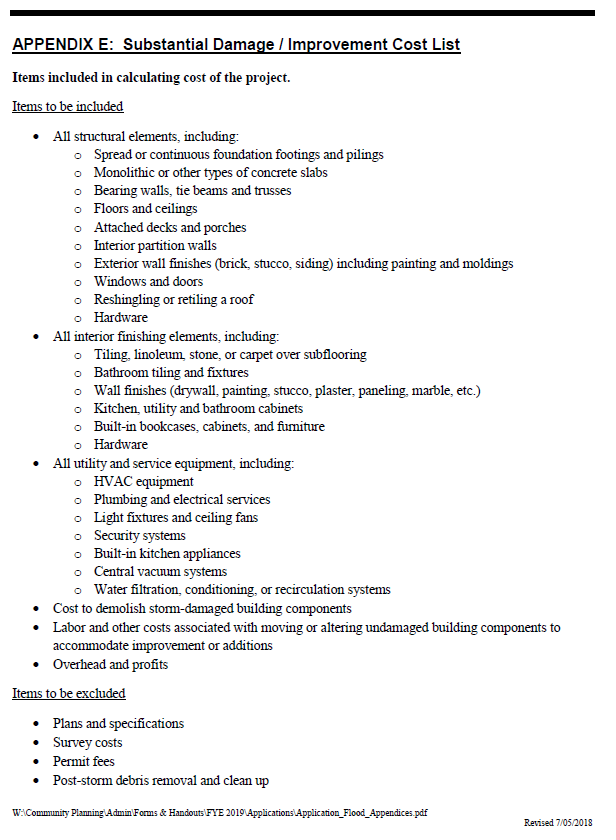 APPENDIX E: Substantial Damage / Improvement Cost List
Items included in calculating cost of the project.
Items to be included
• All structural elements, including:
o Spread or continuous foundation footings and pilings
o Monolithic or other types of concrete slabs
o Bearing walls, tie beams and trusses
o Floors and ceilings
o Attached decks and porches
o Interior partition walls
o Exterior wall finishes (brick, stucco, siding) including painting and moldings
o Windows and doors
o Reshingling or retiling a roof
o Hardware
• All interior finishing elements, including:
o Tiling, linoleum, stone, or carpet over subflooring
o Bathroom tiling and fixtures
o Wall finishes (drywall, painting, stucco, plaster, paneling, marble, etc.)
o Kitchen, utility and bathroom cabinets
o Built-in bookcases, cabinets, and furniture
o Hardware
• All utility and service equipment, including:
o HVAC equipment
o Plumbing and electrical services
o Light fixtures and ceiling fans
o Security systems
o Built-in kitchen appliances
o Central vacuum systems
o Water filtration, conditioning, or recirculation systems
• Cost to demolish storm-damaged building components
• Labor and other costs associated with moving or altering undamaged building components to
accommodate improvement or additions
• Overhead and profits
Items to be excluded
• Plans and specifications
• Survey costs
• Permit fees
• Post-storm debris removal and clean up
W:\Community Planning\Admin\Forms & Handouts\FYE 2019\Applications\Application_Flood_Appendices.pdf
Revised 7/05/2018